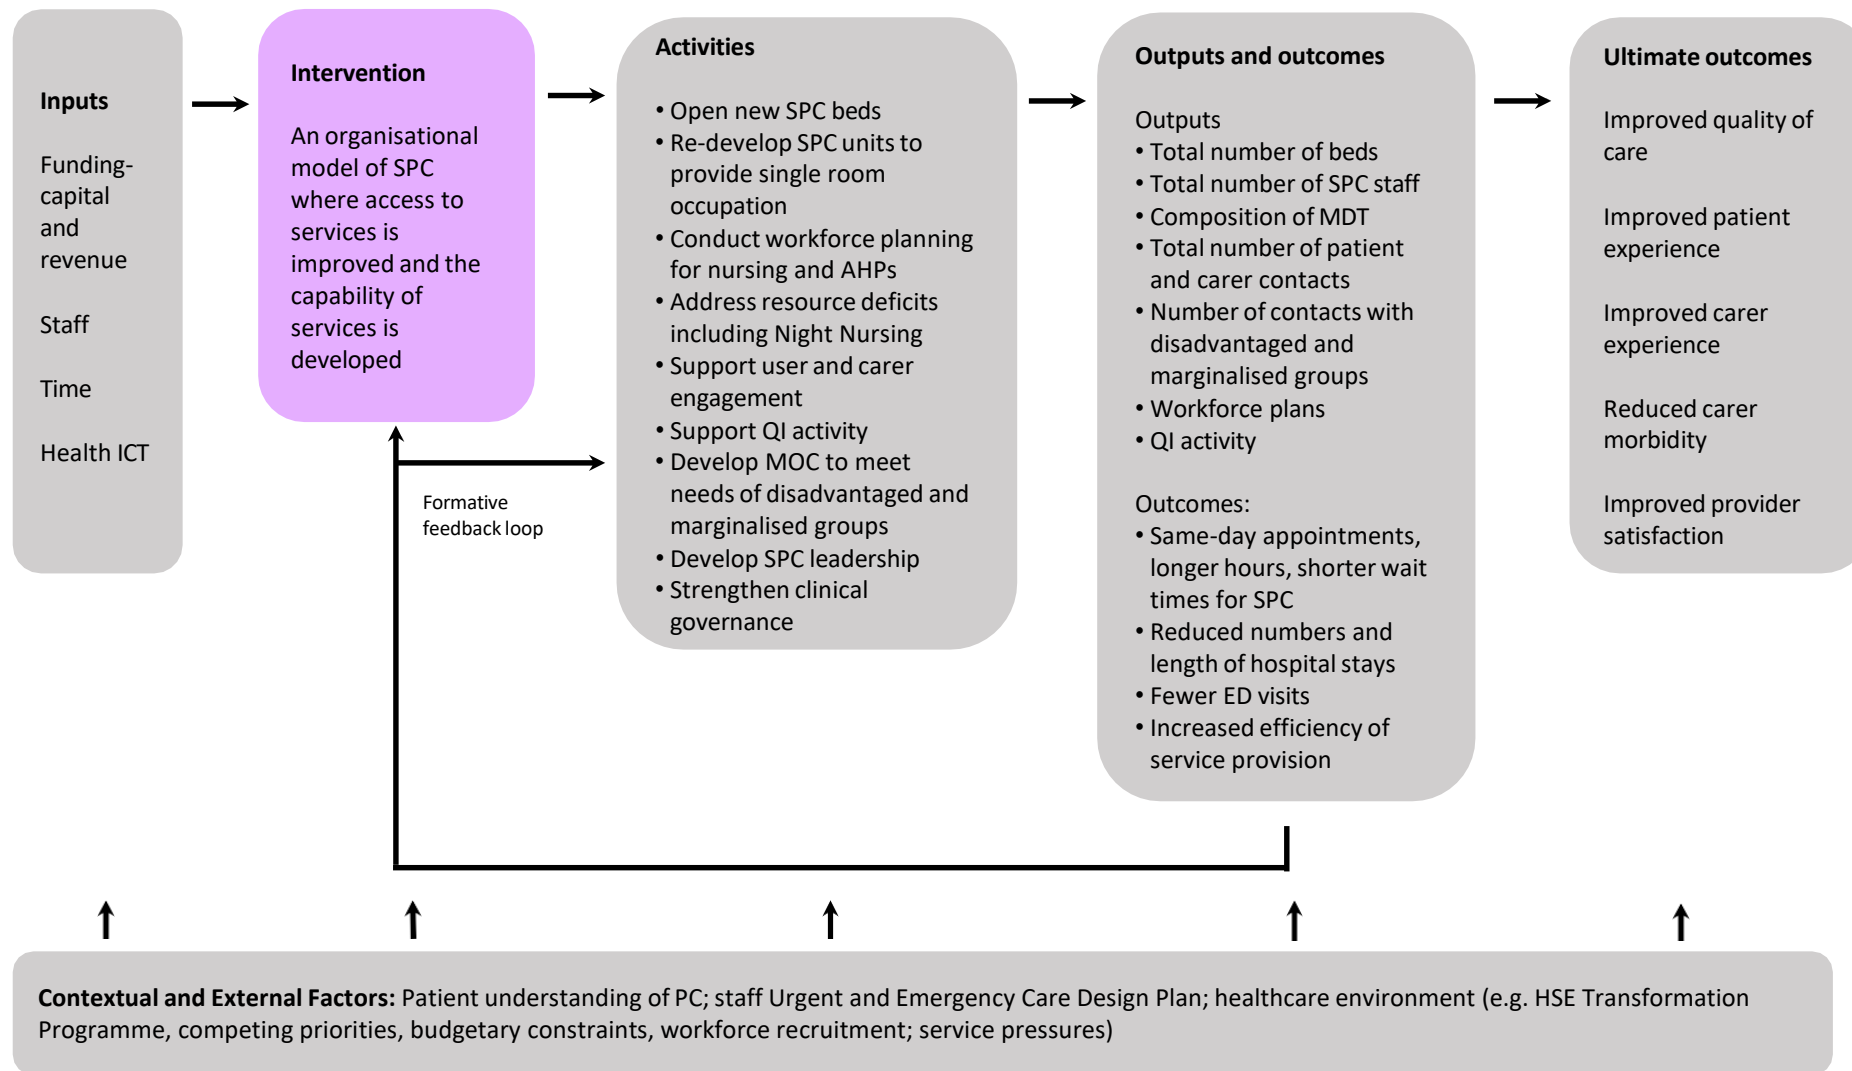 Inputs
Funding-
capital
and
revenue
Staff
Time
Health ICT
Intervention
An organisational
model of SPC
where access to
services is
improved and the
capability of
services is
developed
Formative
feedback loop
Activities
• Open new SPC beds
• Re-develop SPC units to
provide single room
occupation
• Conduct workforce planning
for nursing and AHPs
• Address resource deficits
including Night Nursing
• Support user and carer
engagement
• Support QI activity
• Develop MOC to meet
needs of disadvantaged and
marginalised groups
• Develop SPC leadership
• Strengthen clinical
governance
Outputs and outcomes
Outputs
• Total number of beds
• Total number of SPC staff
• Composition of MDT
• Total number of patient
and carer contacts
• Number of contacts with
disadvantaged and
marginalised groups
• Workforce plans
• QI activity
Outcomes:
• Same-day appointments,
longer hours, shorter wait
times for SPC
• Reduced numbers and
length of hospital stays
• Fewer ED visits
• Increased efficiency of
service provision
Ultimate outcomes
Improved quality of
care
Improved patient
experience
Improved carer
experience
Reduced carer
morbidity
Improved provider
satisfaction
Contextual and External Factors: Patient understanding of PC; staff Urgent and Emergency Care Design Plan; healthcare environment (e.g. HSE Transformation
Programme, competing priorities, budgetary constraints, workforce recruitment; service pressures)